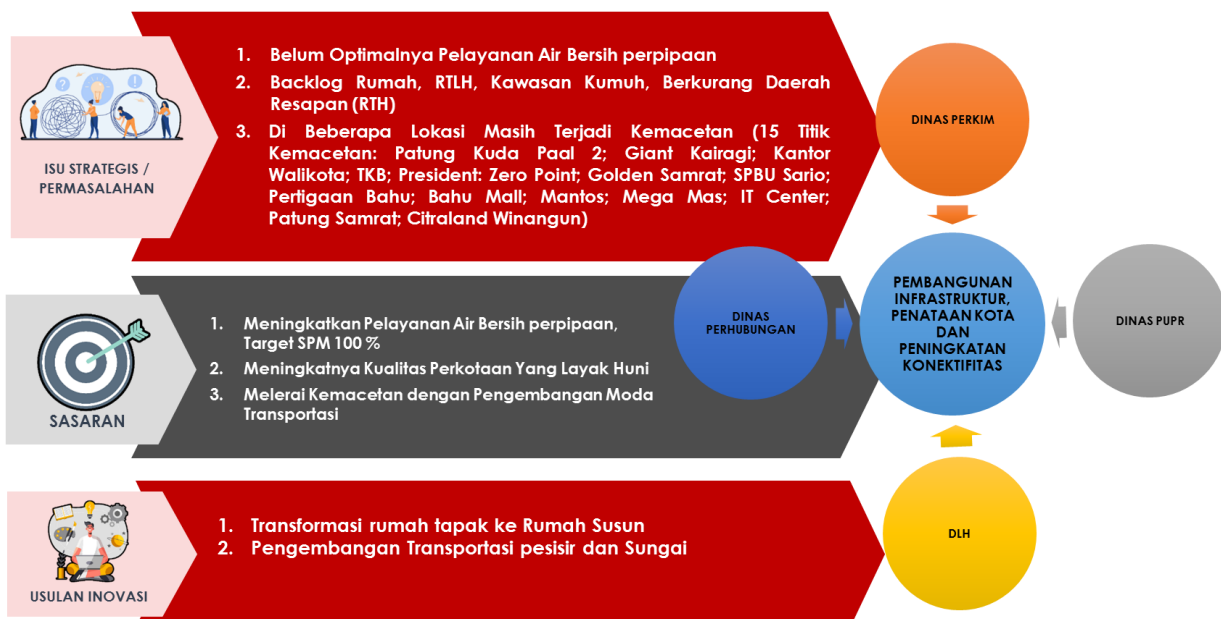 ISU STRATEGIS /
PERMASALAHAN
1. Belum Optimalnya Pelayanan Air Bersih perpipaan
2. Backlog Rumah, RTLH, Kawasan Kumuh, Berkurang Daerah
Resapan (RTH)
3. Di Beberapa Lokasi Masih Terjadi Kemacetan (15 Titik
Kemacetan: Patung Kuda Paal 2; Giant Kairagi; Kantor
Walikota; TKB; President: Zero Point; Golden Samrat; SPBU Sario;
Pertigaan Bahu; Bahu Mall; Mantos; Mega Mas; IT Center;
Patung Samrat; Citraland Winangun)
SASARAN
1. Meningkatkan Pelayanan Air Bersih perpipaan,
Target SPM 100 %
2. Meningkatnya Kualitas Perkotaan Yang Layak Huni
3. Melerai Kemacetan dengan Pengembangan Moda
Transportasi
USULAN INOVASI
1. Transformasi rumah tapak ke Rumah Susun
2. Pengembangan Transportasi pesisir dan Sungai
DINAS PERKIM
DINAS
PERHUBUNGAN
PEMBANGUNAN
INFRASTRUKTUR,
PENATAAN KOTA
DAN
PENINGKATAN
KONEKTIFITAS
DINAS PUPR
DLH